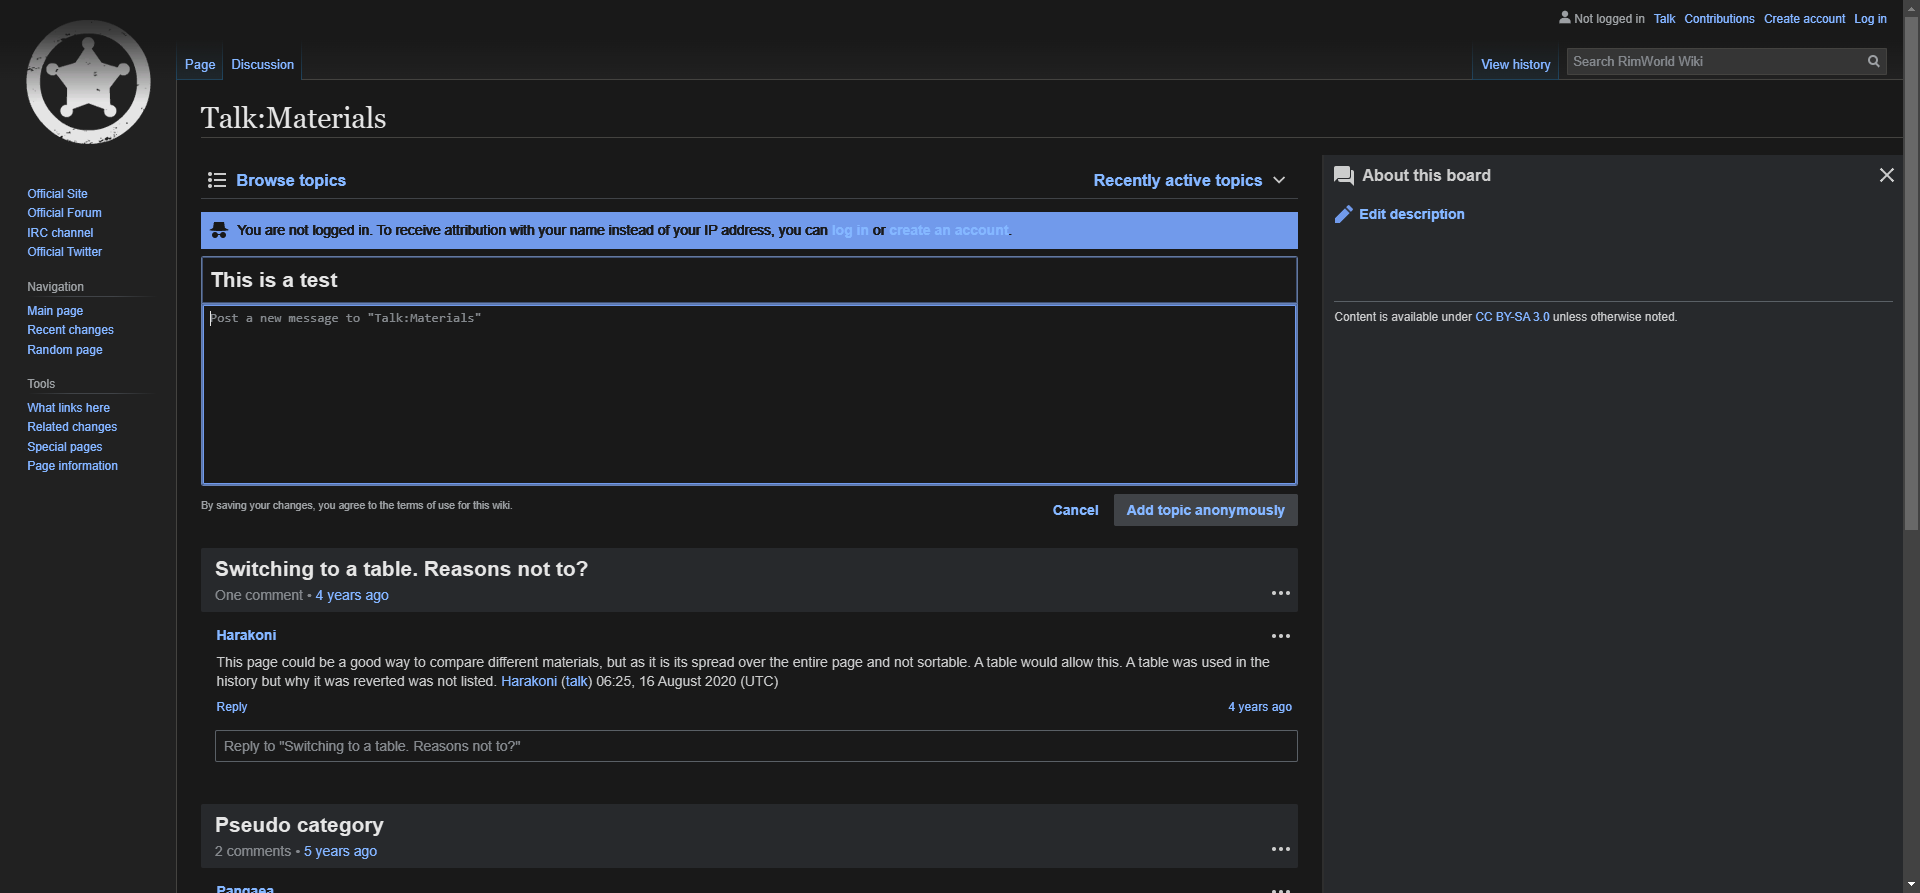 Not logged in Talk Contributions Create account Log in
Page Discussion View history Search RimWorld Wiki
Talk:Materials
Official Site
Official Forum
IRC channel
Official Twitter
Navigation
Main page
Recent changes
Random page
Tools
What links here
Related changes
Special pages
Page information
Browse topics Recently active topics
You are not logged in. To receive attribution with your name instead of your IP address, you can log in or create an account.
This is a test
Post a new message to "Talk:Materials"
By saving your changes, you agree to the terms of use for this wiki.
Cancel Add topic anonymously
Switching to a table. Reasons not to?
One comment • 4 years ago
Harakoni
This page could be a good way to compare different materials, but as it is its spread over the entire page and not sortable. A table would allow this. A table was used in the
history but why it was reverted was not listed. Harakoni (talk) 06:25, 16 August 2020 (UTC)
Reply 4 years ago
Reply to "Switching to a table. Reasons not to?"
Pseudo category
2 comments • 5 years ago
Pangaea
About this board
Edit description
Content is available under CC BY-SA 3.0 unless otherwise noted.